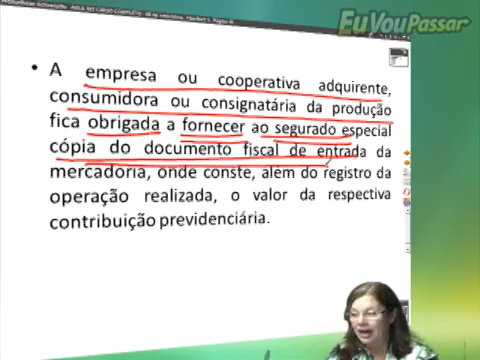 EuVouPassar
• A empresa ou cooperativa adquirente,
consumidora ou consignatária da produção
fica obrigada a fornecer ao segurado especial
cópia do documento fiscal de entrada da
mercadoria, onde conste, além do registro da
operação realizada, o valor da respectiva
contribuição previdenciária.